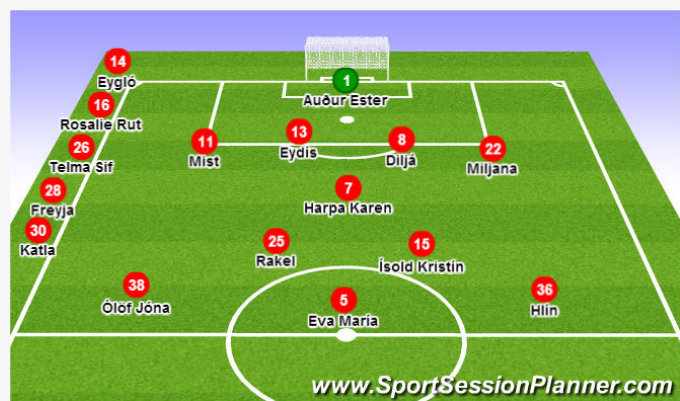 14
Eygló
1
Auður Ester
16
Rosalie Rut
26
Telma Sif
11
Mist
13
Eydís
8
Diljá
22
Miljana
28
Freyja
7
Harpa Karen
30
Katla
25
Rakel
15
Ísold Kristín
38
Ólöf Jóna
5
Eva María
36
Hlín
www.SportSessionPlanner.com